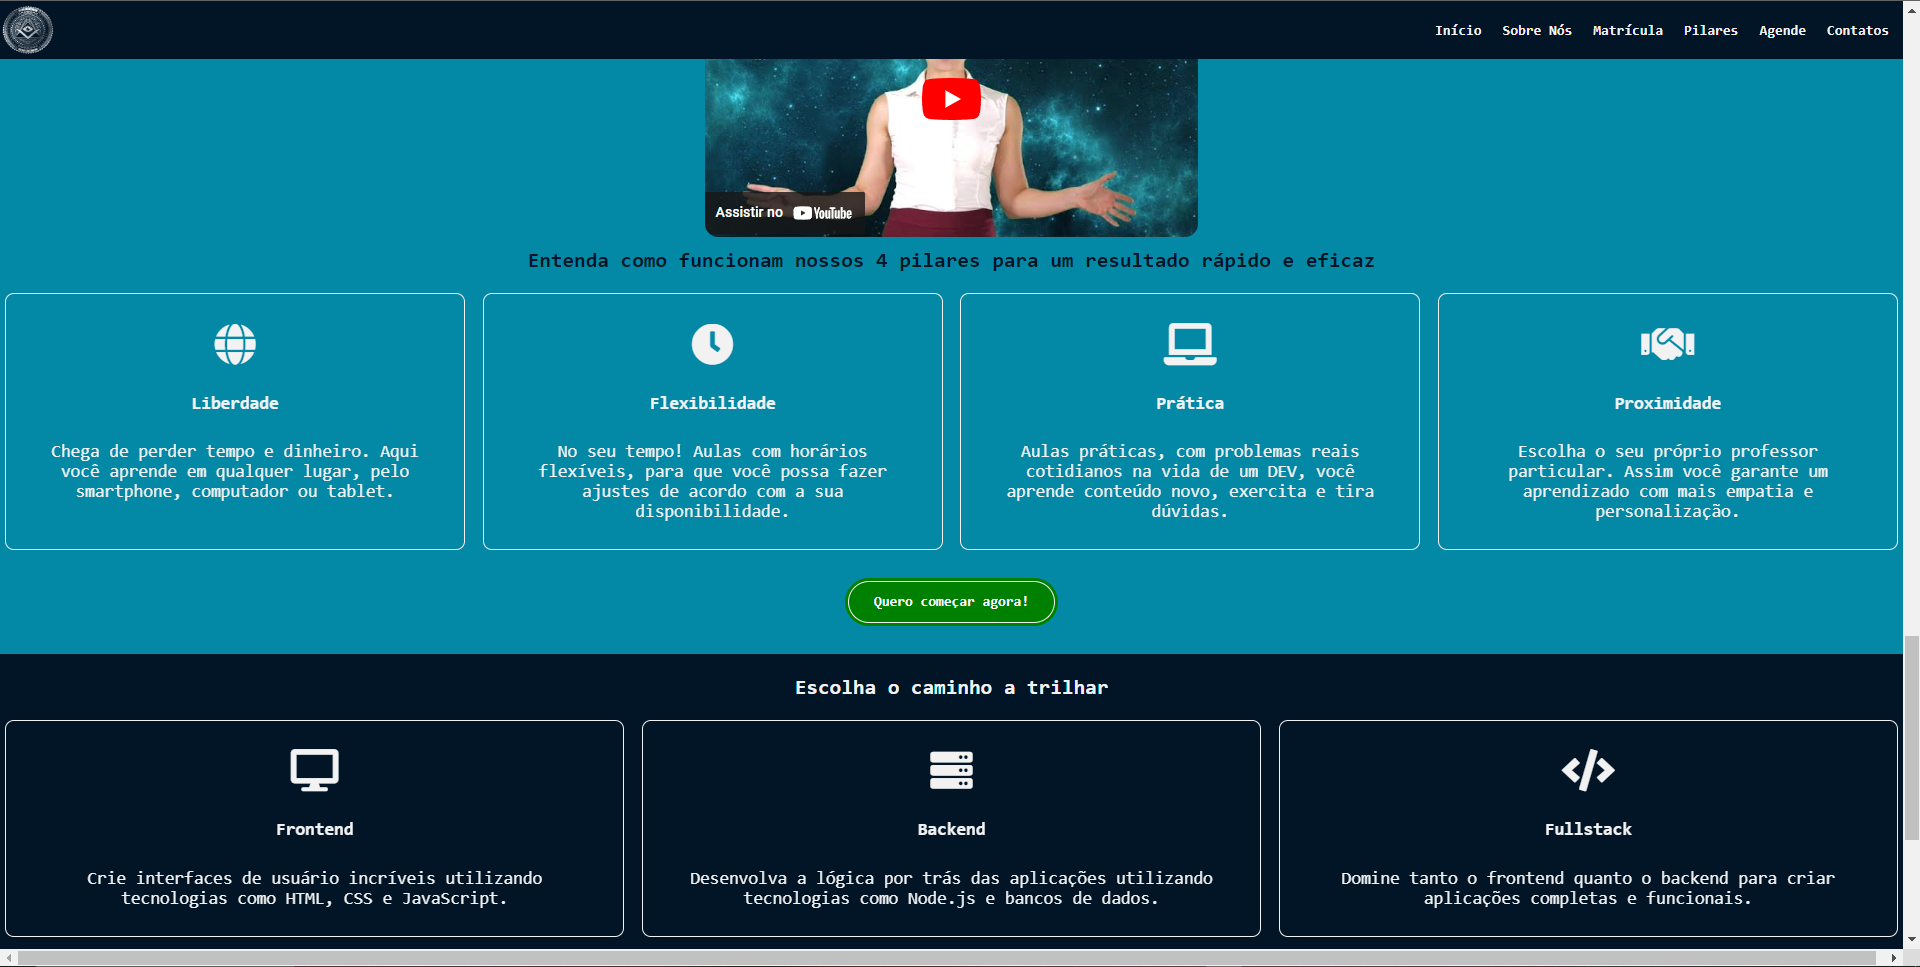 Início Sobre Nós Matrícula Pilares Agende Contatos
Assistir no YouTube
Entenda como funcionam nossos 4 pilares para um resultado rápido e eficaz
Liberdade
Chega de perder tempo e dinheiro. Aqui
você aprende em qualquer lugar, pelo
smartphone, computador ou tablet.
Flexibilidade
No seu tempo! Aulas com horários
flexíveis, para que você possa fazer
ajustes de acordo com a sua
disponibilidade.
Prática
Aulas práticas, com problemas reais
cotidianos na vida de um DEV, você
aprende conteúdo novo, exercita e tira
dúvidas.
Proximidade
Escolha o seu próprio professor
particular. Assim você garante um
aprendizado com mais empatia e
personalização.
Quero começar agora!
Escolha o caminho a trilhar
Frontend
Crie interfaces de usuário incríveis utilizando
tecnologias como HTML, CSS e JavaScript.
Backend
Desenvolva a lógica por trás das aplicações utilizando
tecnologias como Node.js e bancos de dados.
Fullstack
Domine tanto o frontend quanto o backend para criar
aplicações completas e funcionais.